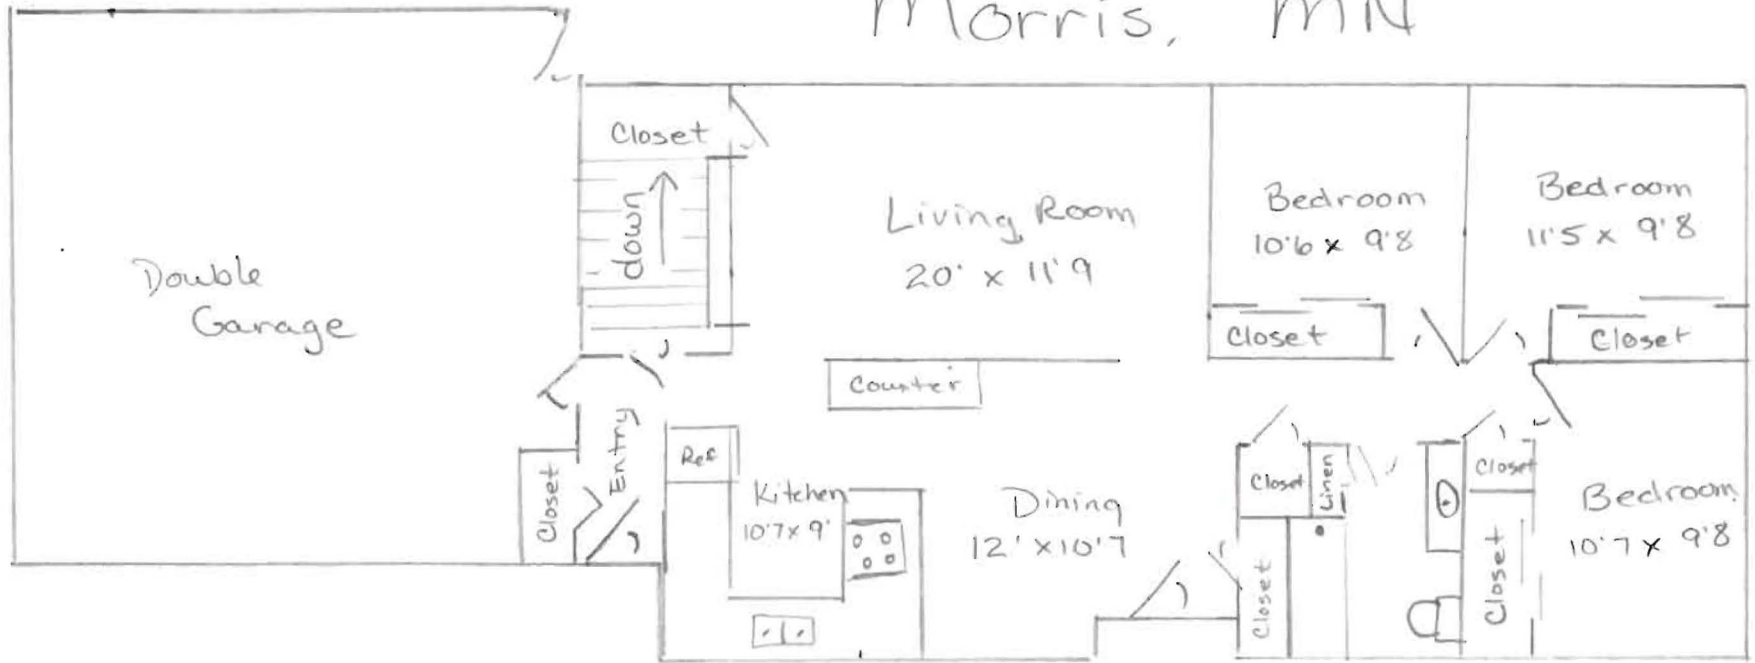 Morris, MN
Closet
down
Living Room
20' x 11'9
Bedroom
10'6 x 9'8
Bedroom
11'5 x 9'8
Double
Garage
Closet
Closet
Counter
Entry
Closet
Ref
Kitchen
10'7 x 9'
Dining
12' x 10'7
Closet
Linen
Closet
Closet
Closet
Bedroom
10'7 x 9'8